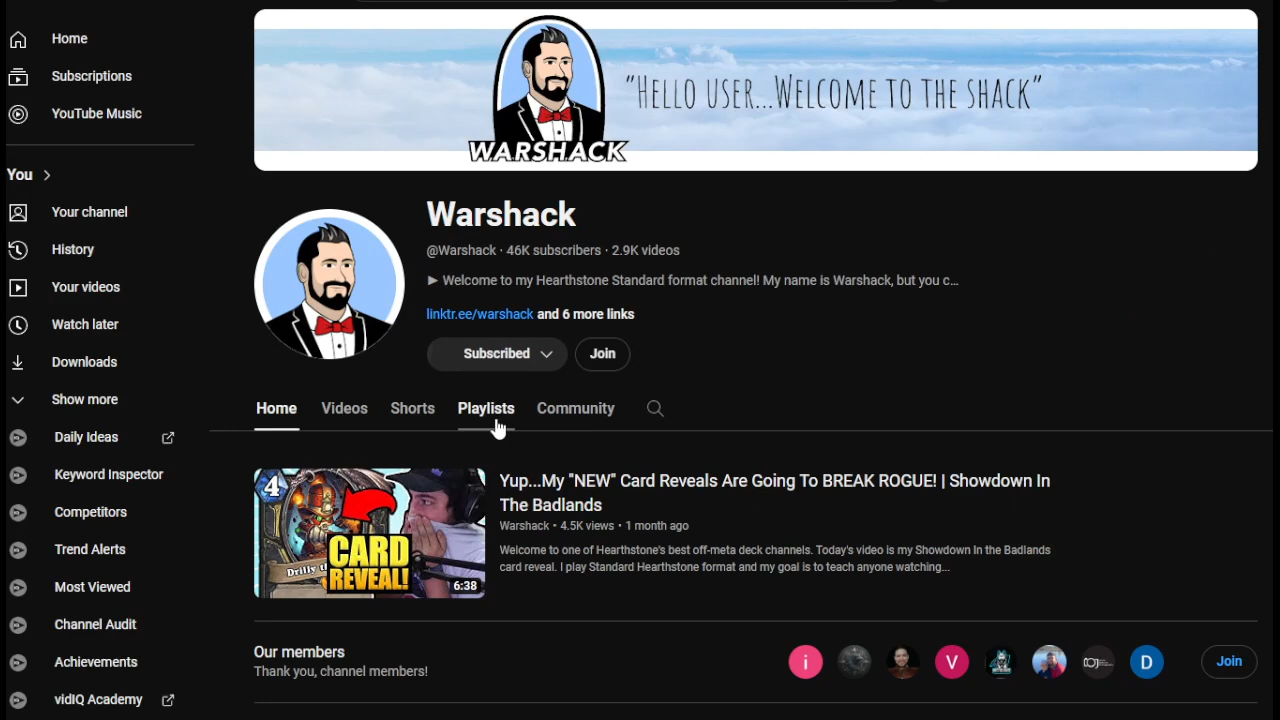 Home
Subscriptions
YouTube Music
You
Your channel
History
Your videos
Watch later
Downloads
Show more
Daily Ideas
Keyword Inspector
Competitors
Trend Alerts
Most Viewed
Channel Audit
Achievements
vidIQ Academy
"HELLO USER...WELCOME TO THE SHACK"
WARSHACK
Warshack
@Warshack · 46K subscribers · 2.9K videos
► Welcome to my Hearthstone Standard format channel! My name is Warshack, but you c...
linktr.ee/warshack and 6 more links
Subscribed
Join
Home Videos Shorts Playlists Community
4
CARD
REVEAL!
6:38
Yup...My "NEW" Card Reveals Are Going To BREAK ROGUE! | Showdown In
The Badlands
Warshack • 4.5K views • 1 month ago
Welcome to one of Hearthstone's best off-meta deck channels. Today's video is my Showdown In the Badlands
card reveal. I play Standard Hearthstone format and my goal is to teach anyone watching...
Our members
Thank you, channel members!
i
V
D
Join